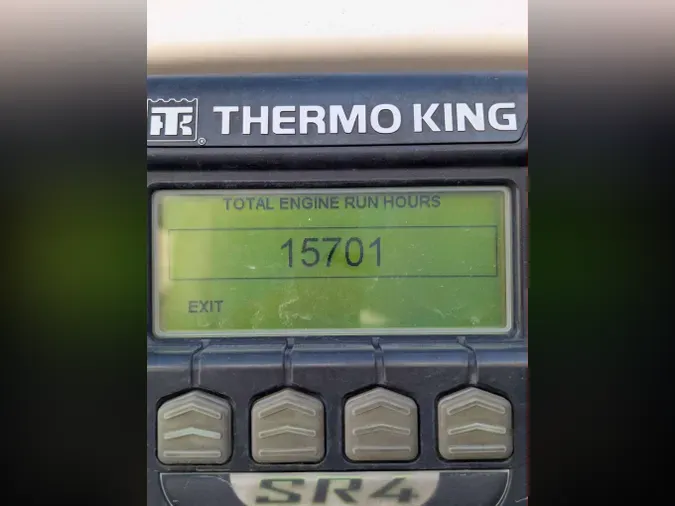 THERMO KING
TOTAL ENGINE RUN HOURS
15701
EXIT
SR4